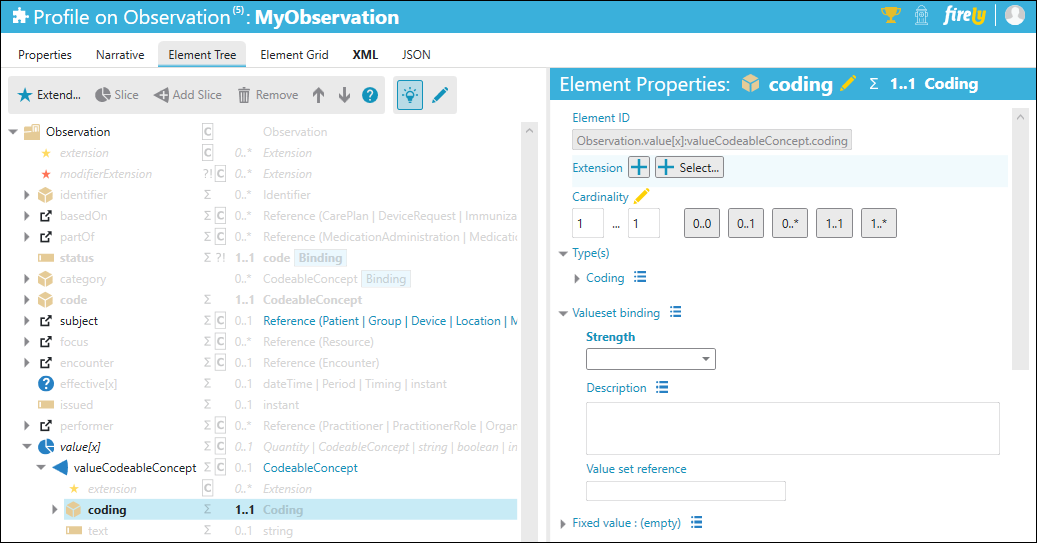 Profile on Observation(5): MyObservation
firely
Properties Narrative Element Tree Element Grid XML JSON
Extend... Slice Add Slice Remove ?
Observation C Observation
extension C 0..* Extension
modifierExtension ?! C 0..* Extension
identifier Σ 0..* Identifier
basedOn Σ C 0..* Reference (CarePlan | DeviceRequest | Immuniza
partOf Σ C 0..* Reference (MedicationAdministration | Medicatio
status Σ ?! 1..1 code Binding
category 0..* CodeableConcept Binding
code Σ 1..1 CodeableConcept
subject Σ C 0..1 Reference (Patient | Group | Device | Location | M
focus Σ C 0..* Reference (Resource)
encounter Σ C 0..1 Reference (Encounter)
? effective[x] Σ 0..1 dateTime | Period | Timing | instant
issued Σ 0..1 instant
performer Σ C 0..* Reference (Practitioner | PractitionerRole | Organ
value[x] Σ C 0..1 Quantity | CodeableConcept | string | boolean | in
valueCodeableConcept Σ C 0..1 CodeableConcept
extension C 0..* Extension
coding Σ 1..1 Coding
text Σ 0..1 string
Element Properties: coding Σ 1..1 Coding
Element ID
Observation.value[x]:valueCodeableConcept.coding
Extension + + Select...
Cardinality
1 ... 1 0..0 0..1 0..* 1..1 1..*
Type(s)
Coding
Valueset binding
Strength
Description
Value set reference
Fixed value : (empty)